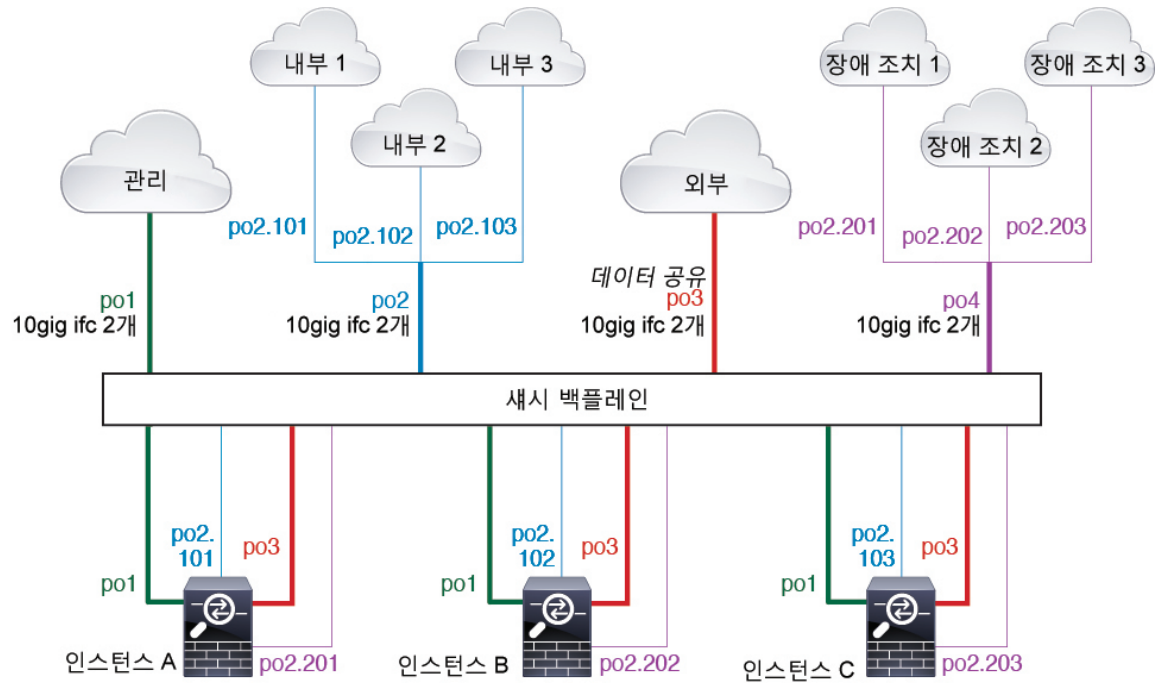 내부 1
내부 3
장애 조치 1
장애 조치 3
내부 2
장애 조치 2
관리
외부
po2.101
po2.102
po2.103
po2.201
po2.202
po2.203
po1
10gig ifc 2개
po2
10gig ifc 2개
데이터 공유
po3
10gig ifc 2개
po4
10gig ifc 2개
섀시 백플레인
po1
po2.
101
po3
인스턴스 A
po2.201
po1
po2.
102
po3
인스턴스 B
po2.202
po1
po2.
103
po3
인스턴스 C
po2.203